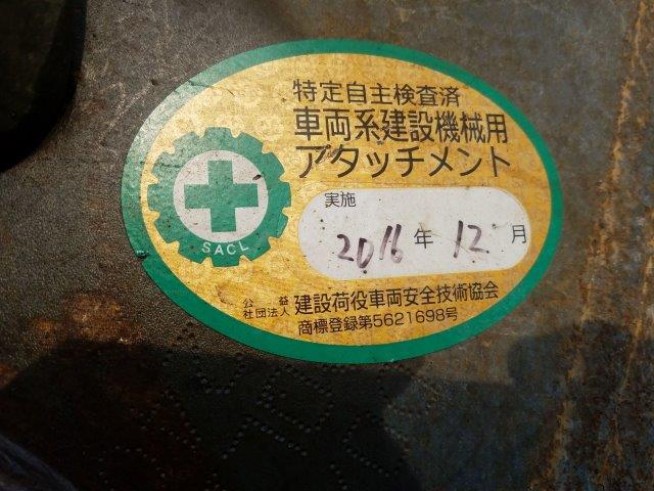 特定自主検査済
車両系建設機械用
アタッチメント
SACL
実施
2016年 12月
公益
社団法人 建設荷役車両安全技術協会
商標登録第5621698号